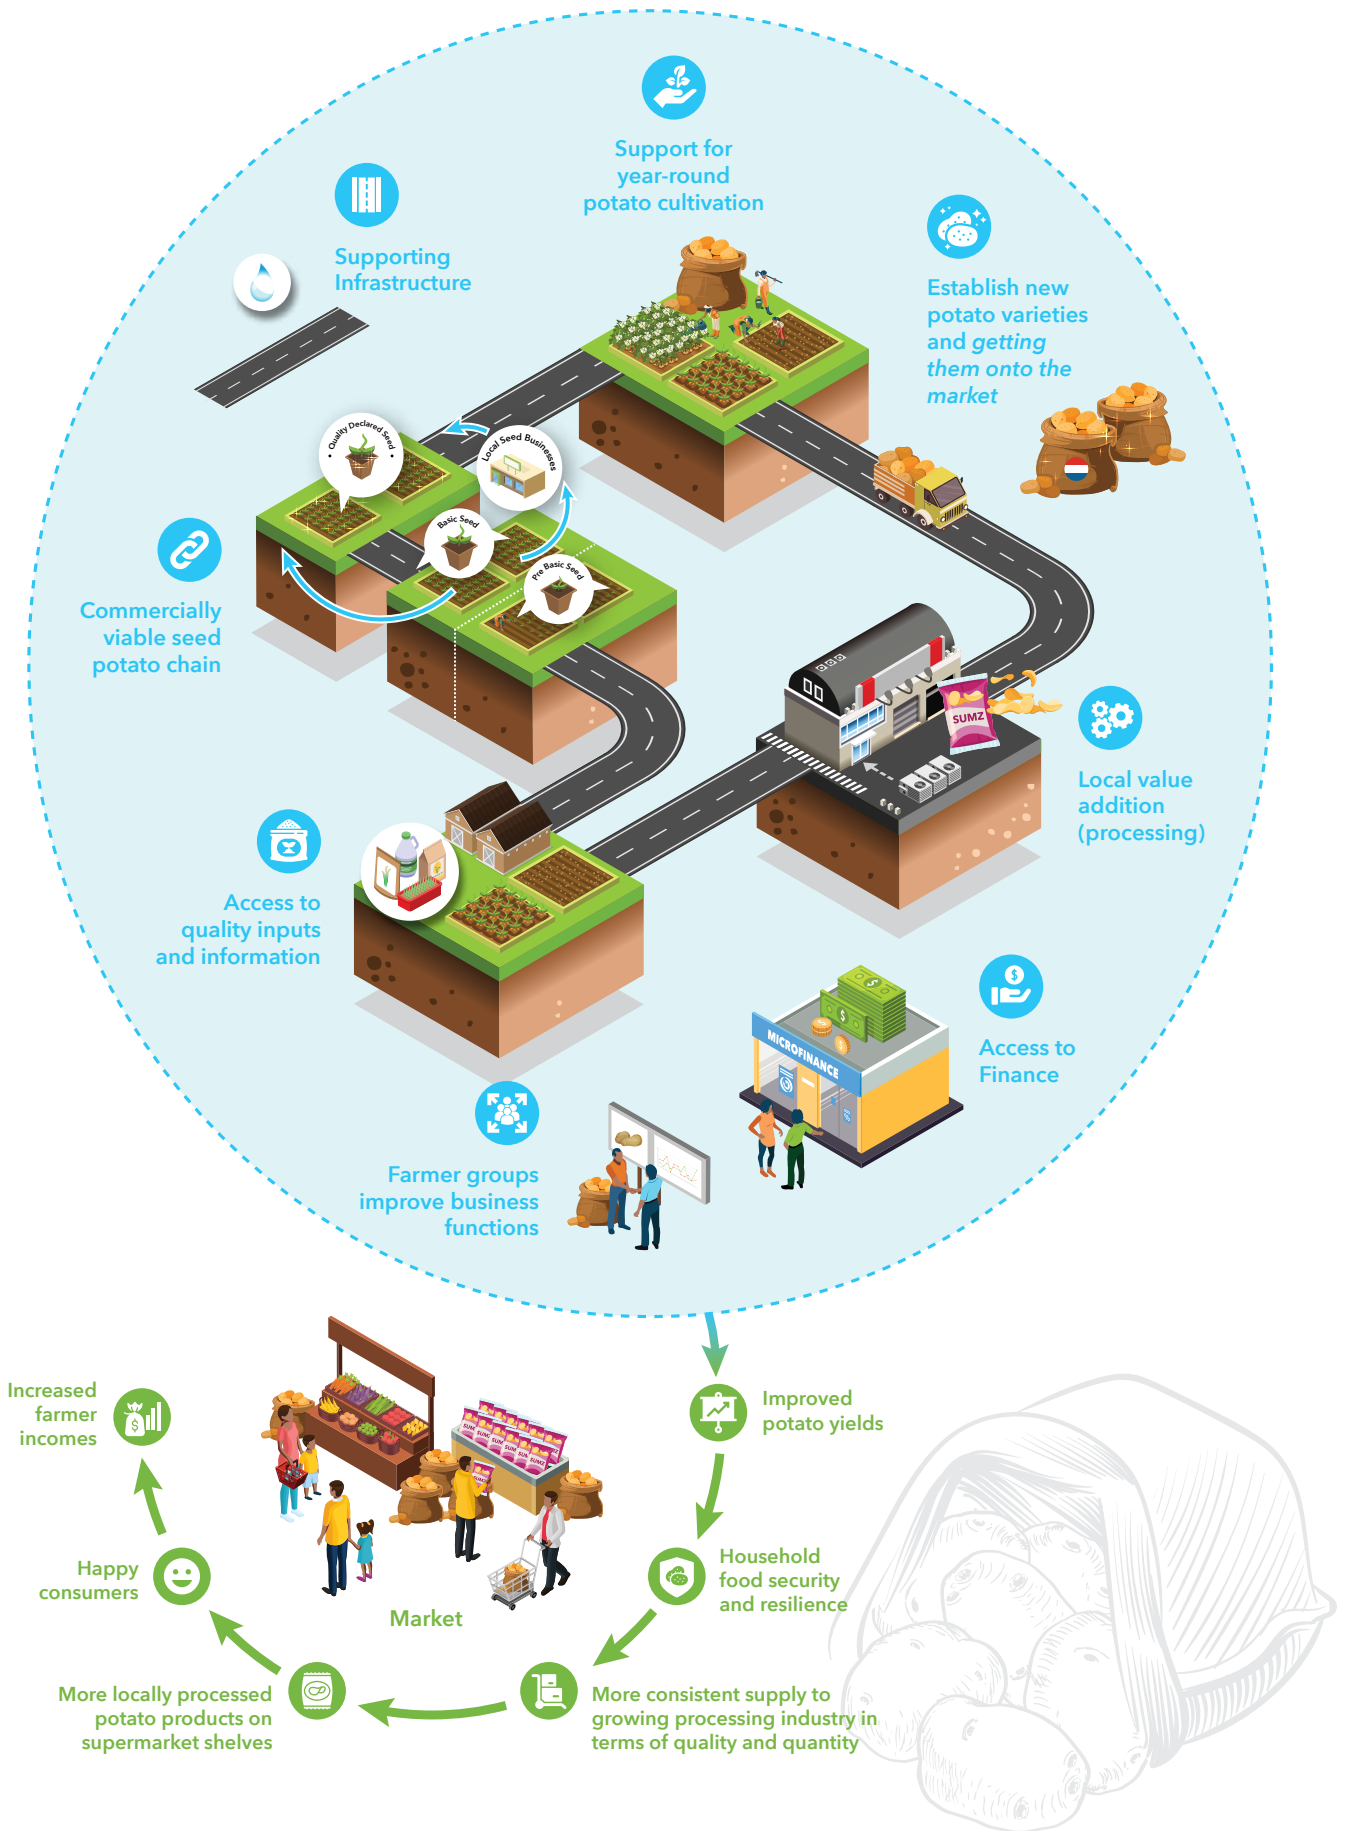 Support for
year-round
potato cultivation
Supporting
Infrastructure
Establish new
potato varieties
and getting
them onto the
market
• Quality Declared Seed •
Local Seed Businesses
Basic Seed
Pre Basic Seed
Commercially
viable seed
potato chain
SUMZ
Local value
addition
(processing)
Access to
quality inputs
and information
MICROFINANCE
Access to
Finance
Farmer groups
improve business
functions
Increased
farmer
incomes
Improved
potato yields
SUMZ
SUMZ
Happy
consumers
Household
food security
and resilience
Market
More locally processed
potato products on
supermarket shelves
More consistent supply to
growing processing industry in
terms of quality and quantity